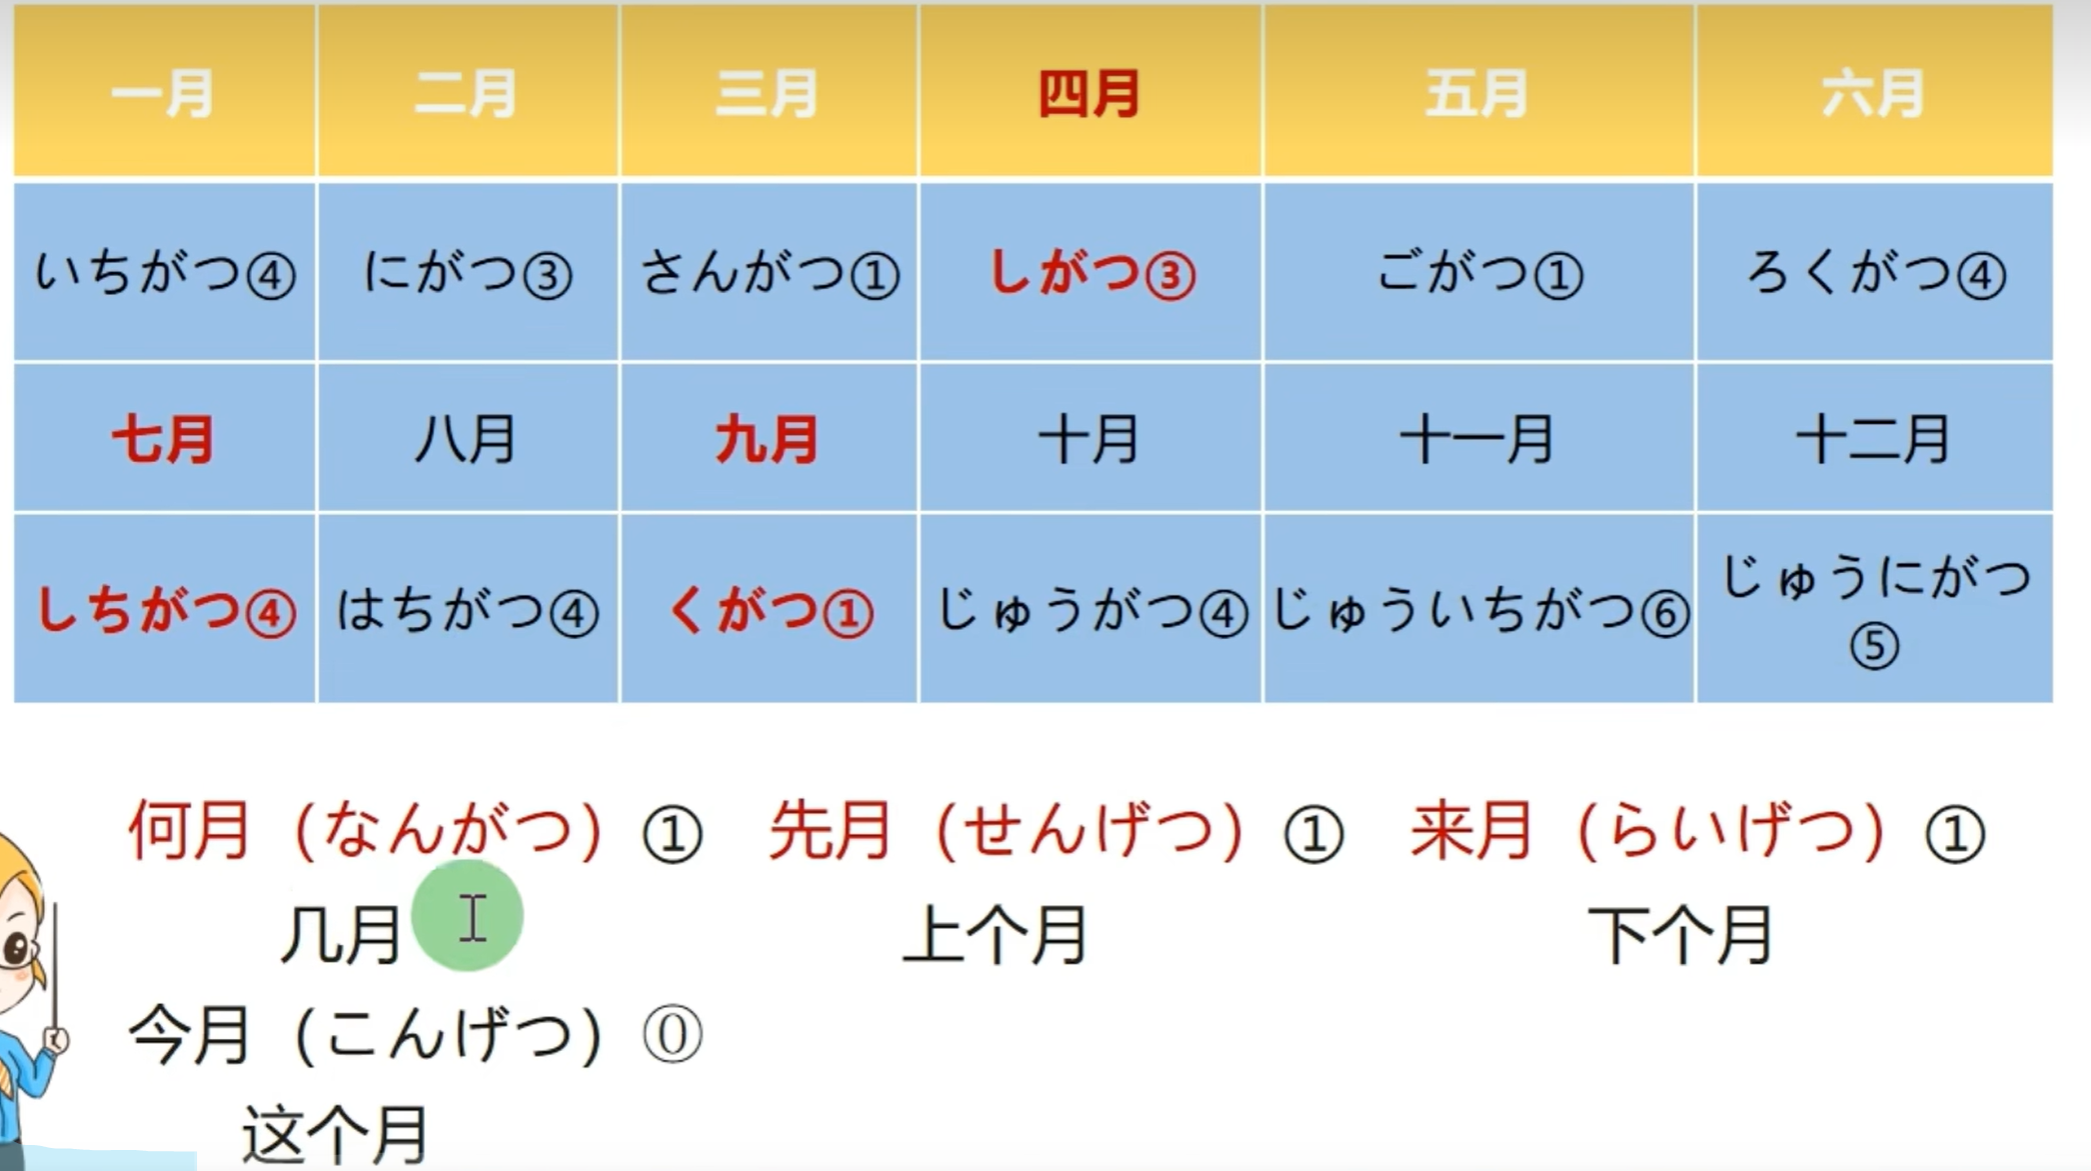 一月 二月 三月 四月 五月 六月
いちがつ④ にがつ③ さんがつ① しがつ③ ごがつ① ろくがつ④
七月 八月 九月 十月 十一月 十二月
しちがつ④ はちがつ④ くがつ① じゅうがつ④ じゅういちがつ⑥ じゅうにがつ
⑤
何月（なんがつ）① 先月（せんげつ）① 来月（らいげつ）①
几月 上个月 下个月
今月（こんげつ）⓪
这个月